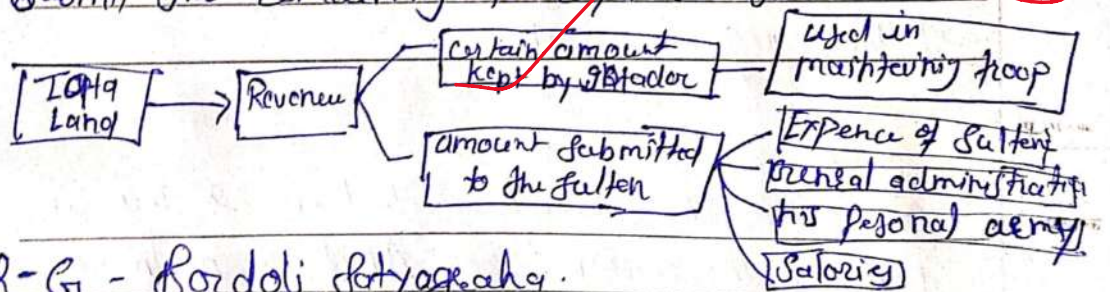 Iqta Land
Revenue
certain amount kept by iqtadar
used in maintaining troop
amount submitted to the sultan
Expence of Sultan
General administration
his pesonal army
Salaries
Q-G - Bardoli Satyagraha.